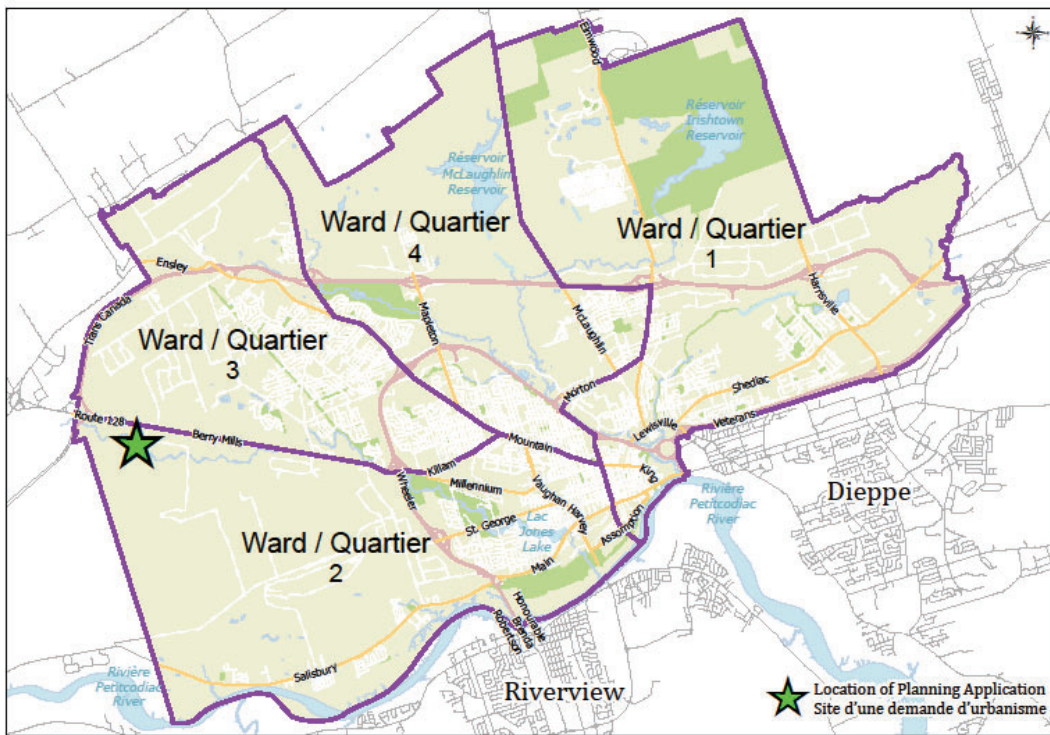 Elmwood
Réservoir
Irishtown
Reservoir
Réservoir
McLaughlin
Reservoir
Ward / Quartier
4
Ward / Quartier
1
Ensley
Trans Canada
Mapleton
McLaughlin
Harrisville
Ward / Quartier
3
Morton
Shediac
Route 128
Berry Mills
Lewisville
Veterans
Killam
Mountain
Wheeler
Millennium
Vaughan Harvey
King
Rivière
Petitcodiac
River
Dieppe
St. George
Lac
Jones
Lake
Assomption
Ward / Quartier
2
Main
Honourable
Brenda
Robertson
Salisbury
Rivière
Petitcodiac
River
Riverview
Location of Planning Application
Site d'une demande d'urbanisme